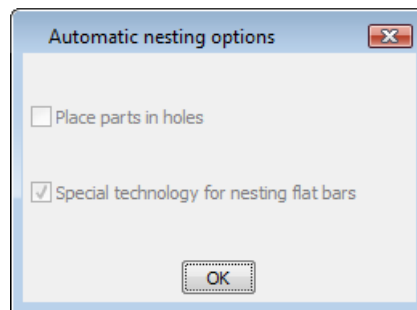 Automatic nesting options
Place parts in holes
Special technology for nesting flat bars
OK